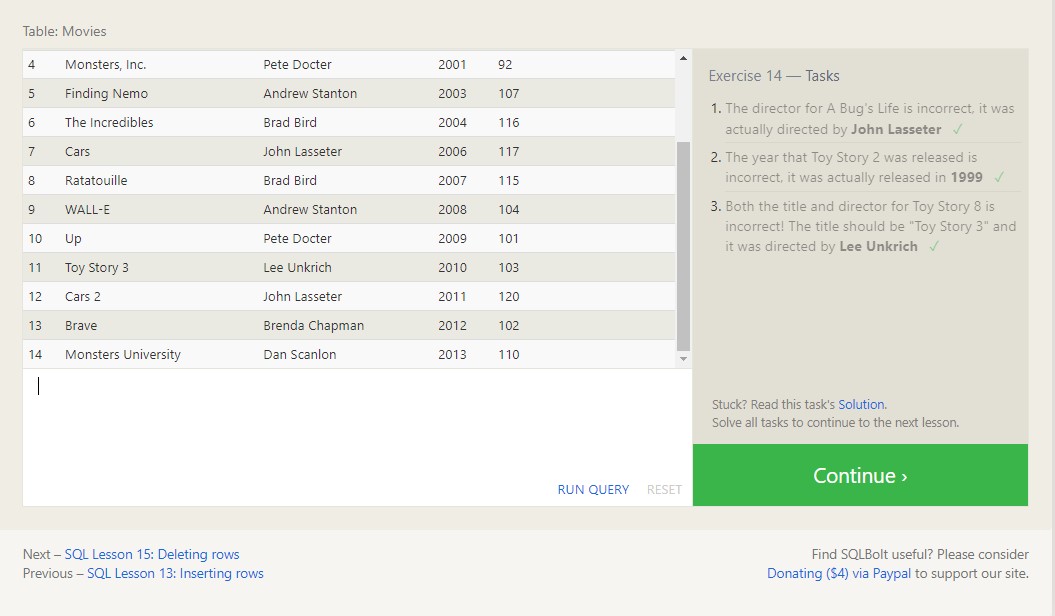 Table: Movies
4 Monsters, Inc. Pete Docter 2001 92
5 Finding Nemo Andrew Stanton 2003 107
6 The Incredibles Brad Bird 2004 116
7 Cars John Lasseter 2006 117
8 Ratatouille Brad Bird 2007 115
9 WALL-E Andrew Stanton 2008 104
10 Up Pete Docter 2009 101
11 Toy Story 3 Lee Unkrich 2010 103
12 Cars 2 John Lasseter 2011 120
13 Brave Brenda Chapman 2012 102
14 Monsters University Dan Scanlon 2013 110
RUN QUERY RESET
Exercise 14 — Tasks
1. The director for A Bug's Life is incorrect, it was
actually directed by John Lasseter ✓
2. The year that Toy Story 2 was released is
incorrect, it was actually released in 1999 ✓
3. Both the title and director for Toy Story 8 is
incorrect! The title should be "Toy Story 3" and
it was directed by Lee Unkrich ✓
Stuck? Read this task's Solution.
Solve all tasks to continue to the next lesson.
Continue ›
Next – SQL Lesson 15: Deleting rows
Previous – SQL Lesson 13: Inserting rows
Find SQLBolt useful? Please consider
Donating ($4) via Paypal to support our site.